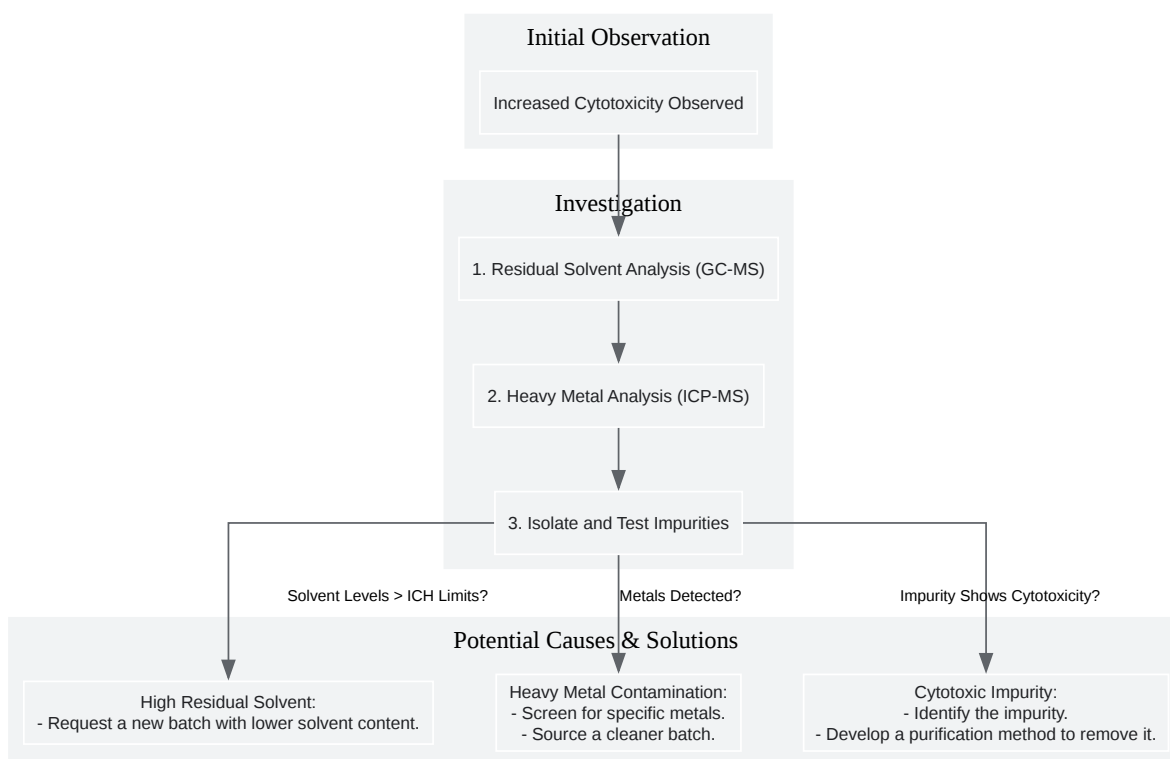 Initial Observation
Increased Cytotoxicity Observed
Investigation
1. Residual Solvent Analysis (GC-MS)
2. Heavy Metal Analysis (ICP-MS)
3. Isolate and Test Impurities
Solvent Levels > ICH Limits?
Metals Detected?
Impurity Shows Cytotoxicity?
Potential Causes & Solutions
High Residual Solvent:
- Request a new batch with lower solvent content.
Heavy Metal Contamination:
- Screen for specific metals.
- Source a cleaner batch.
Cytotoxic Impurity:
- Identify the impurity.
- Develop a purification method to remove it.